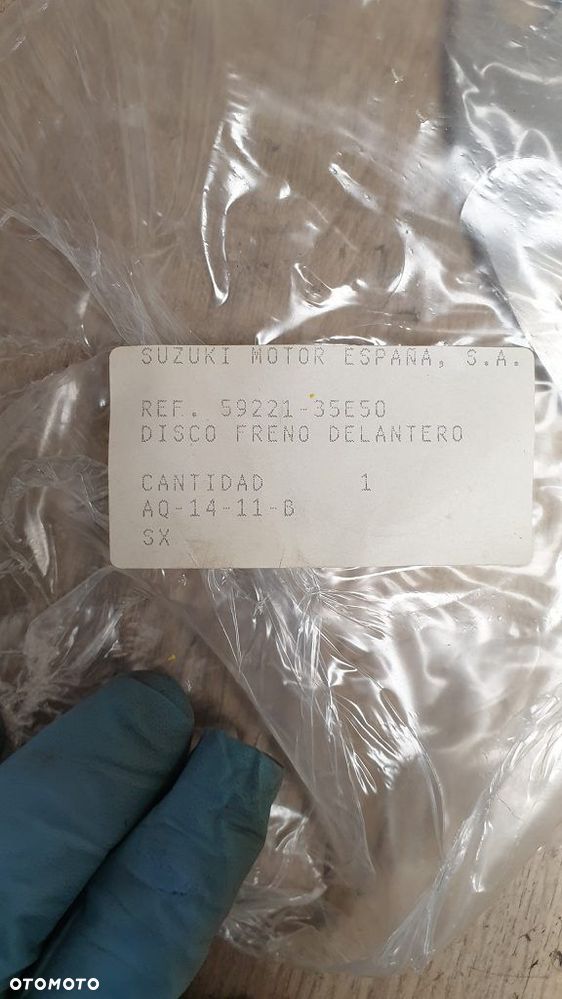 SUZUKI MOTOR ESPAÑA, S.A.
REF. 59221-35E50
DISCO FRENO DELANTERO
CANTIDAD 1
AQ-14-11-B
SX
OTOMOTO